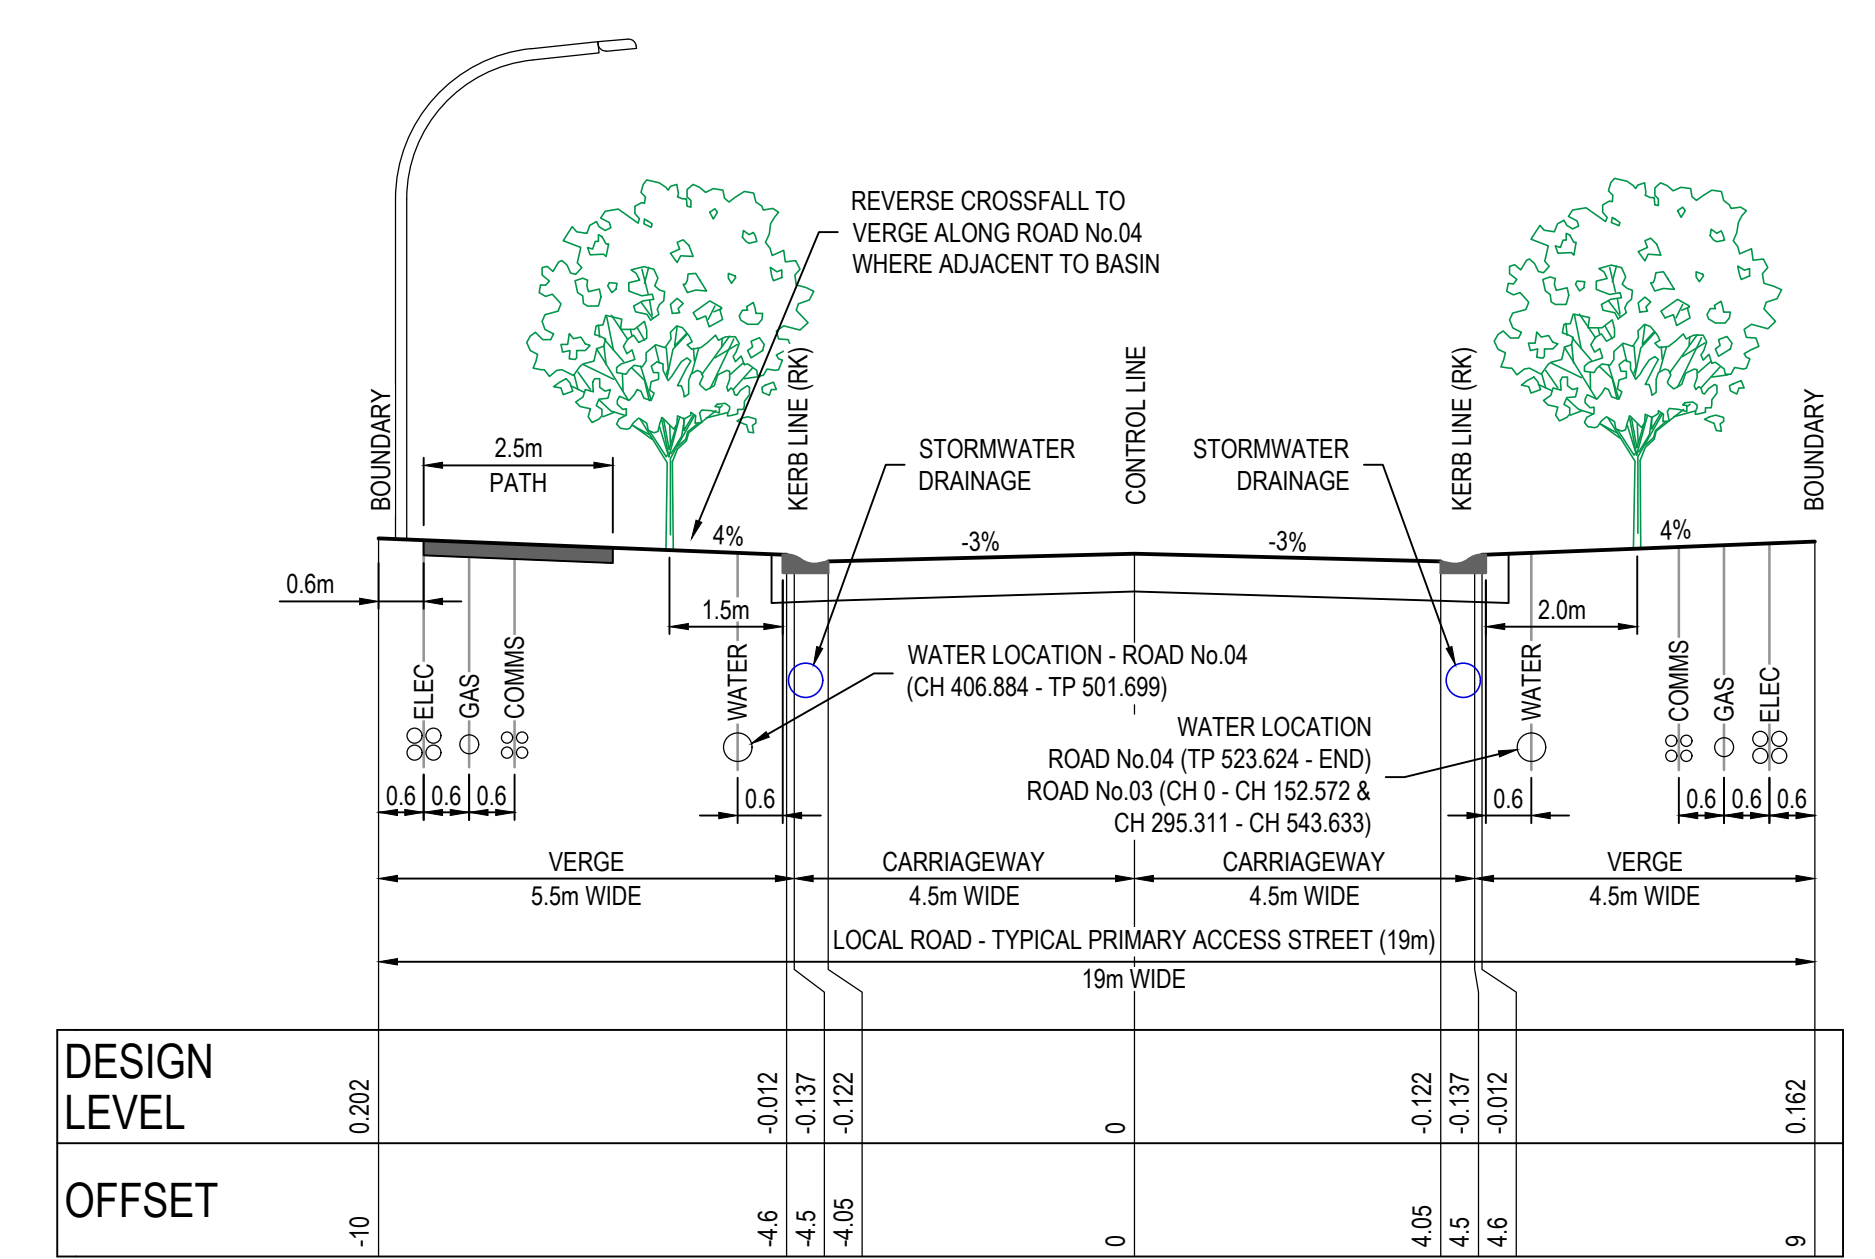 REVERSE CROSSFALL TO
VERGE ALONG ROAD No.04
WHERE ADJACENT TO BASIN
BOUNDARY
2.5m
PATH
KERB LINE (RK)
STORMWATER
DRAINAGE
CONTROL LINE
STORMWATER
DRAINAGE
KERB LINE (RK)
BOUNDARY
4%
-3%
-3%
4%
0.6m
1.5m
2.0m
ELEC
GAS
COMMS
WATER
WATER LOCATION - ROAD No.04
(CH 406.884 - TP 501.699)
WATER LOCATION
ROAD No.04 (TP 523.624 - END)
ROAD No.03 (CH 0 - CH 152.572 &
CH 295.311 - CH 543.633)
WATER
COMMS
GAS
ELEC
0.6 0.6 0.6 0.6 0.6 0.6 0.6 0.6
VERGE CARRIAGEWAY CARRIAGEWAY VERGE
5.5m WIDE 4.5m WIDE 4.5m WIDE 4.5m WIDE
LOCAL ROAD - TYPICAL PRIMARY ACCESS STREET (19m)
19m WIDE
DESIGN
LEVEL
0.202 -0.012 -0.137 -0.122 0 -0.122 -0.137 -0.012 0.162
OFFSET
-10 -4.6 -4.5 -4.05 0 4.05 4.5 4.6 9